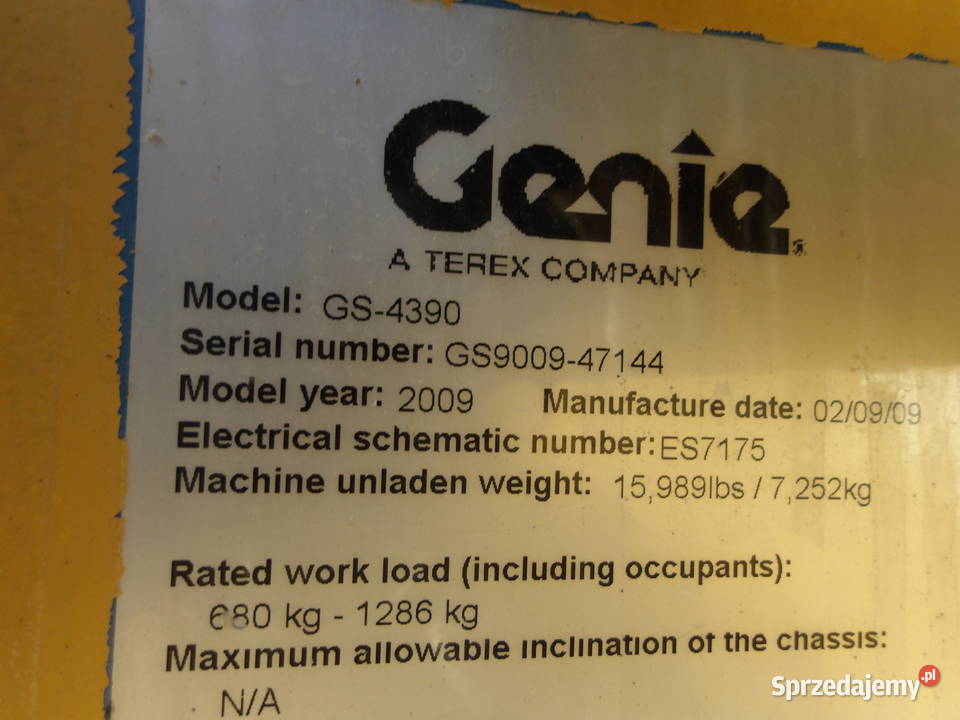 Genie
A TEREX COMPANY
Model: GS-4390
Serial number: GS9009-47144
Model year: 2009 Manufacture date: 02/09/09
Electrical schematic number: ES7175
Machine unladen weight: 15,989lbs / 7,252kg
Rated work load (including occupants):
680 kg - 1286 kg
Maximum allowable inclination of the chassis:
N/A
Sprzedajemy.pl